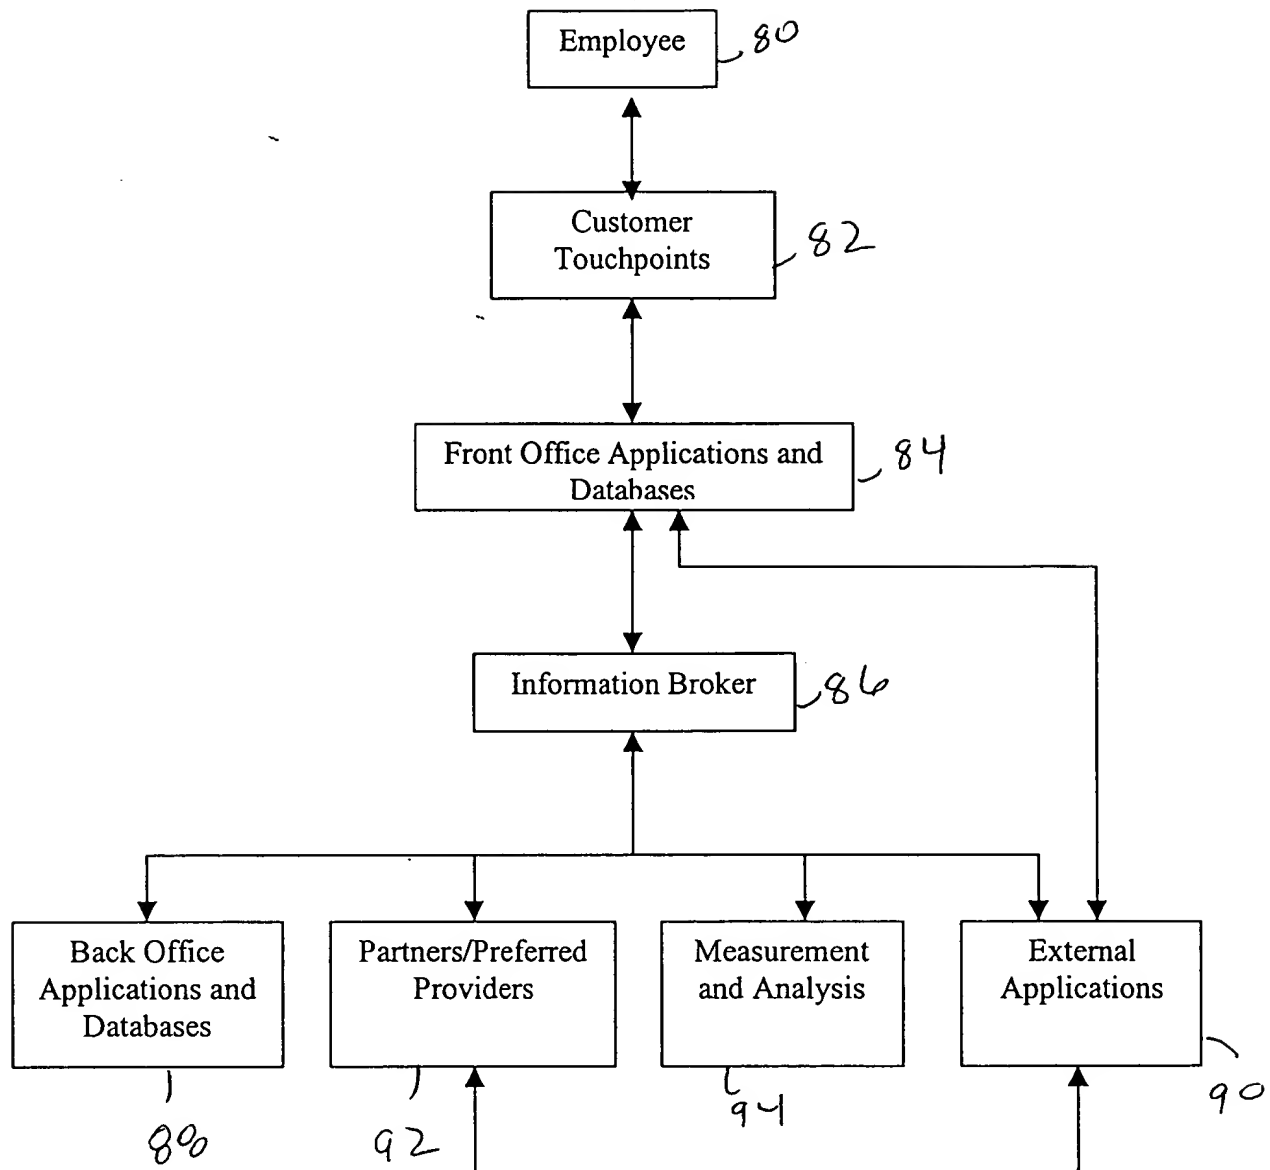 Employee
80
Customer
Touchpoints
82
Front Office Applications and
Databases
84
Information Broker
86
Back Office
Applications and
Databases
Partners/Preferred
Providers
Measurement
and Analysis
External
Applications
88
92
94
90